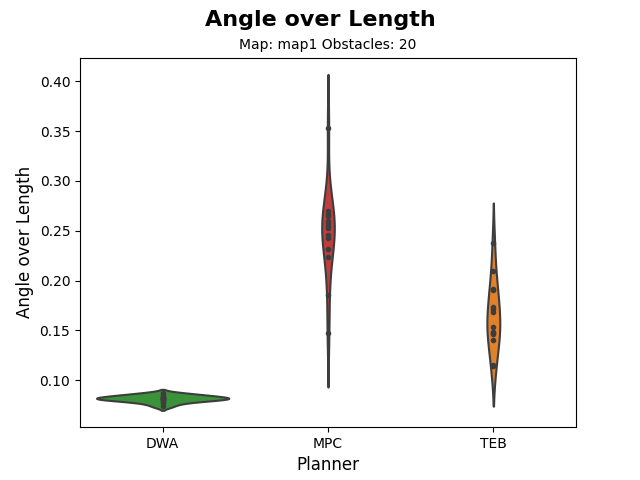 Angle over Length
Map: map1 Obstacles: 20
0.40
0.35
0.30
0.25
0.20
0.15
0.10
Angle over Length
DWA MPC TEB
Planner